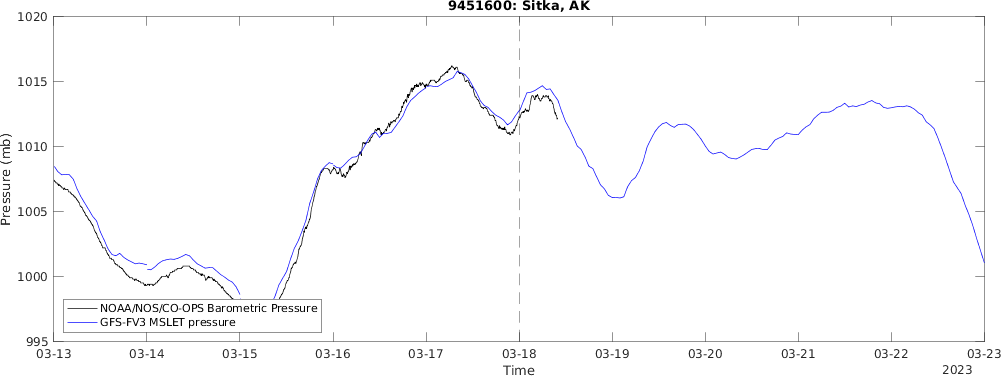 9451600: Sitka, AK
Pressure (mb)
1020
1015
1010
1005
1000
995
NOAA/NOS/CO-OPS Barometric Pressure
GFS-FV3 MSLET pressure
03-13 03-14 03-15 03-16 03-17 03-18 03-19 03-20 03-21 03-22 03-23
Time
2023